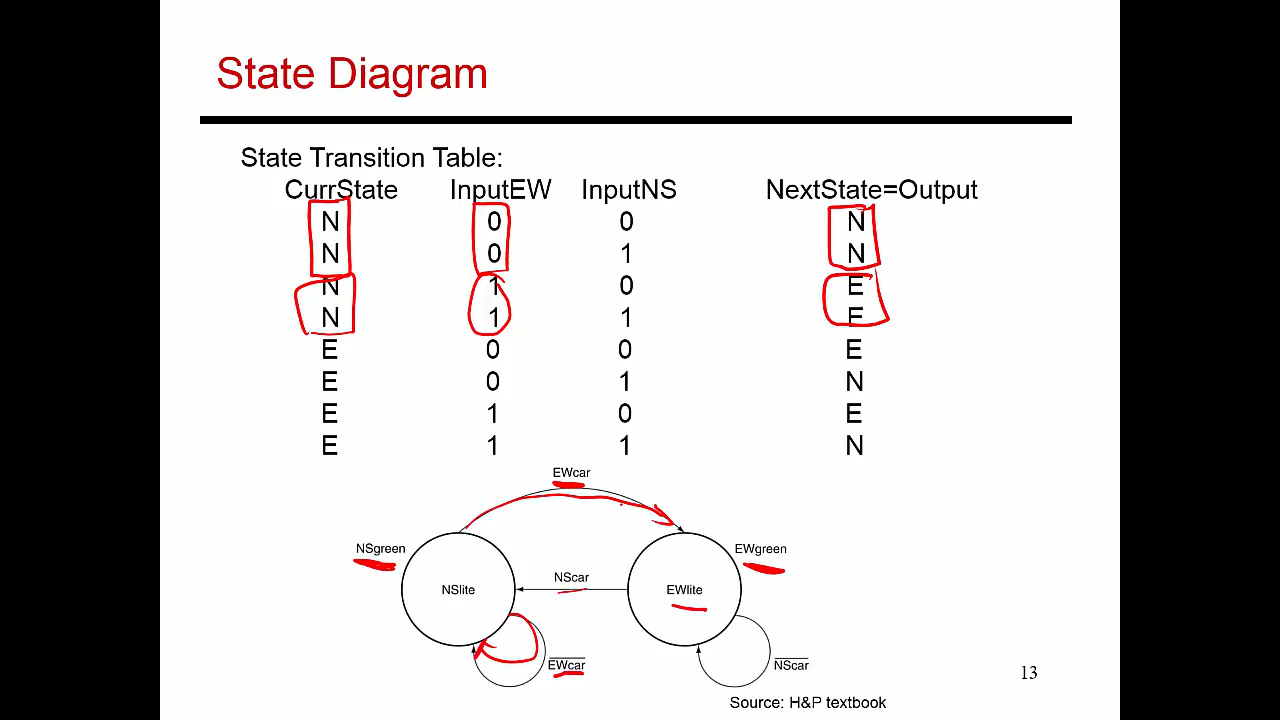 State Diagram
State Transition Table:
CurrState InputEW InputNS NextState=Output
N 0 0 N
N 0 1 N
N 1 0 E
N 1 1 E
E 0 0 E
E 0 1 N
E 1 0 E
E 1 1 N
EWcar
NSgreen EWgreen
NScar
NSlite EWlite
EWcar NScar
13
Source: H&P textbook